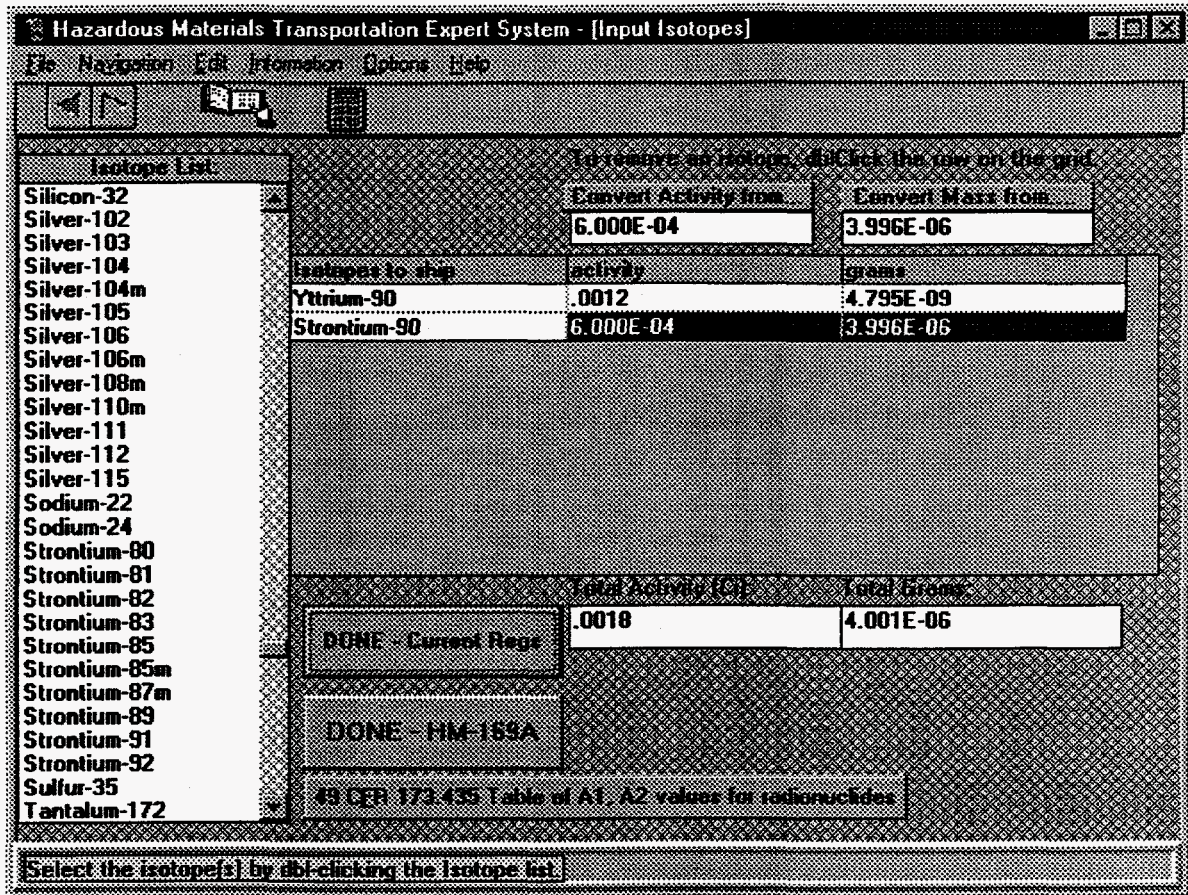 Hazardous Materials Transportation Expert System - [Input Isotopes]
File Navigation Edit Information Options Help
To remove an isotope, dblClick the row on the grid.
Isotope List:
Convert Activity from... Convert Mass from.....
6.000E-04 3.996E-06
Silicon-32
Silver-102
Silver-103
Silver-104
Silver-104m
Silver-105
Silver-106
Silver-106m
Silver-108m
Silver-110m
Silver-111
Silver-112
Silver-115
Sodium-22
Sodium-24
Strontium-80
Strontium-81
Strontium-82
Strontium-83
Strontium-85
Strontium-85m
Strontium-87m
Strontium-89
Strontium-91
Strontium-92
Sulfur-35
Tantalum-172
Isotopes to ship activity grams
Yttrium-90 .0012 4.795E-09
Strontium-90 6.000E-04 3.996E-06
Total Activity (Ci): Total Grams:
.0018 4.001E-06
DONE - Current Regs
DONE - HM-169A
49 CFR 173.435 Table of A1, A2 values for radionuclides
Select the isotope(s) by dbl-clicking the Isotope list.